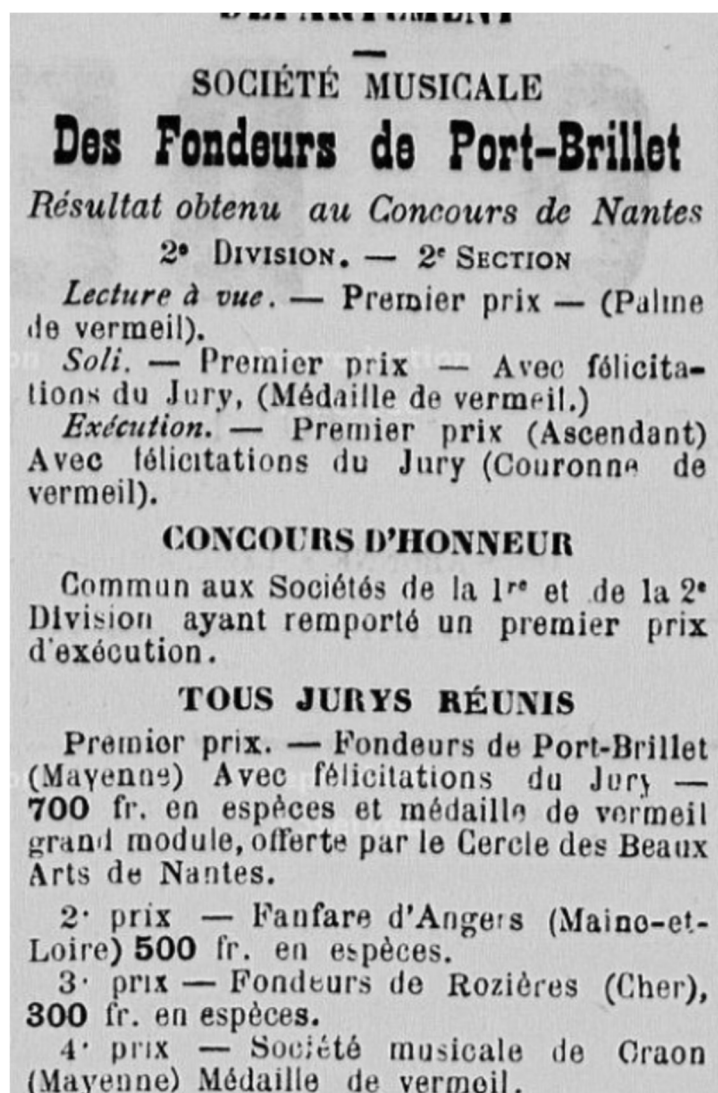 DÉPARTEMENT
SOCIÉTÉ MUSICALE
Des Fondeurs de Port-Brillet
Résultat obtenu au Concours de Nantes
2e DIVISION. — 2e SECTION
Lecture à vue. — Premier prix — (Palme
de vermeil).
Soli. — Premier prix — Avec félicita-
tions du Jury, (Médaille de vermeil.)
Exécution. — Premier prix (Ascendant)
Avec félicitations du Jury (Couronne de
vermeil).
CONCOURS D'HONNEUR
Commun aux Sociétés de la 1re et de la 2e
Division ayant remporté un premier prix
d'exécution.
TOUS JURYS RÉUNIS
Premier prix. — Fondeurs de Port-Brillet
(Mayenne) Avec félicitations du Jury —
700 fr. en espèces et médaille de vermeil
grand module, offerte par le Cercle des Beaux
Arts de Nantes.
2e prix — Fanfare d'Angers (Maine-et-
Loire) 500 fr. en espèces.
3e prix — Fondeurs de Rozières (Cher),
300 fr. en espèces.
4e prix — Société musicale de Craon
(Mayenne) Médaille de vermeil.